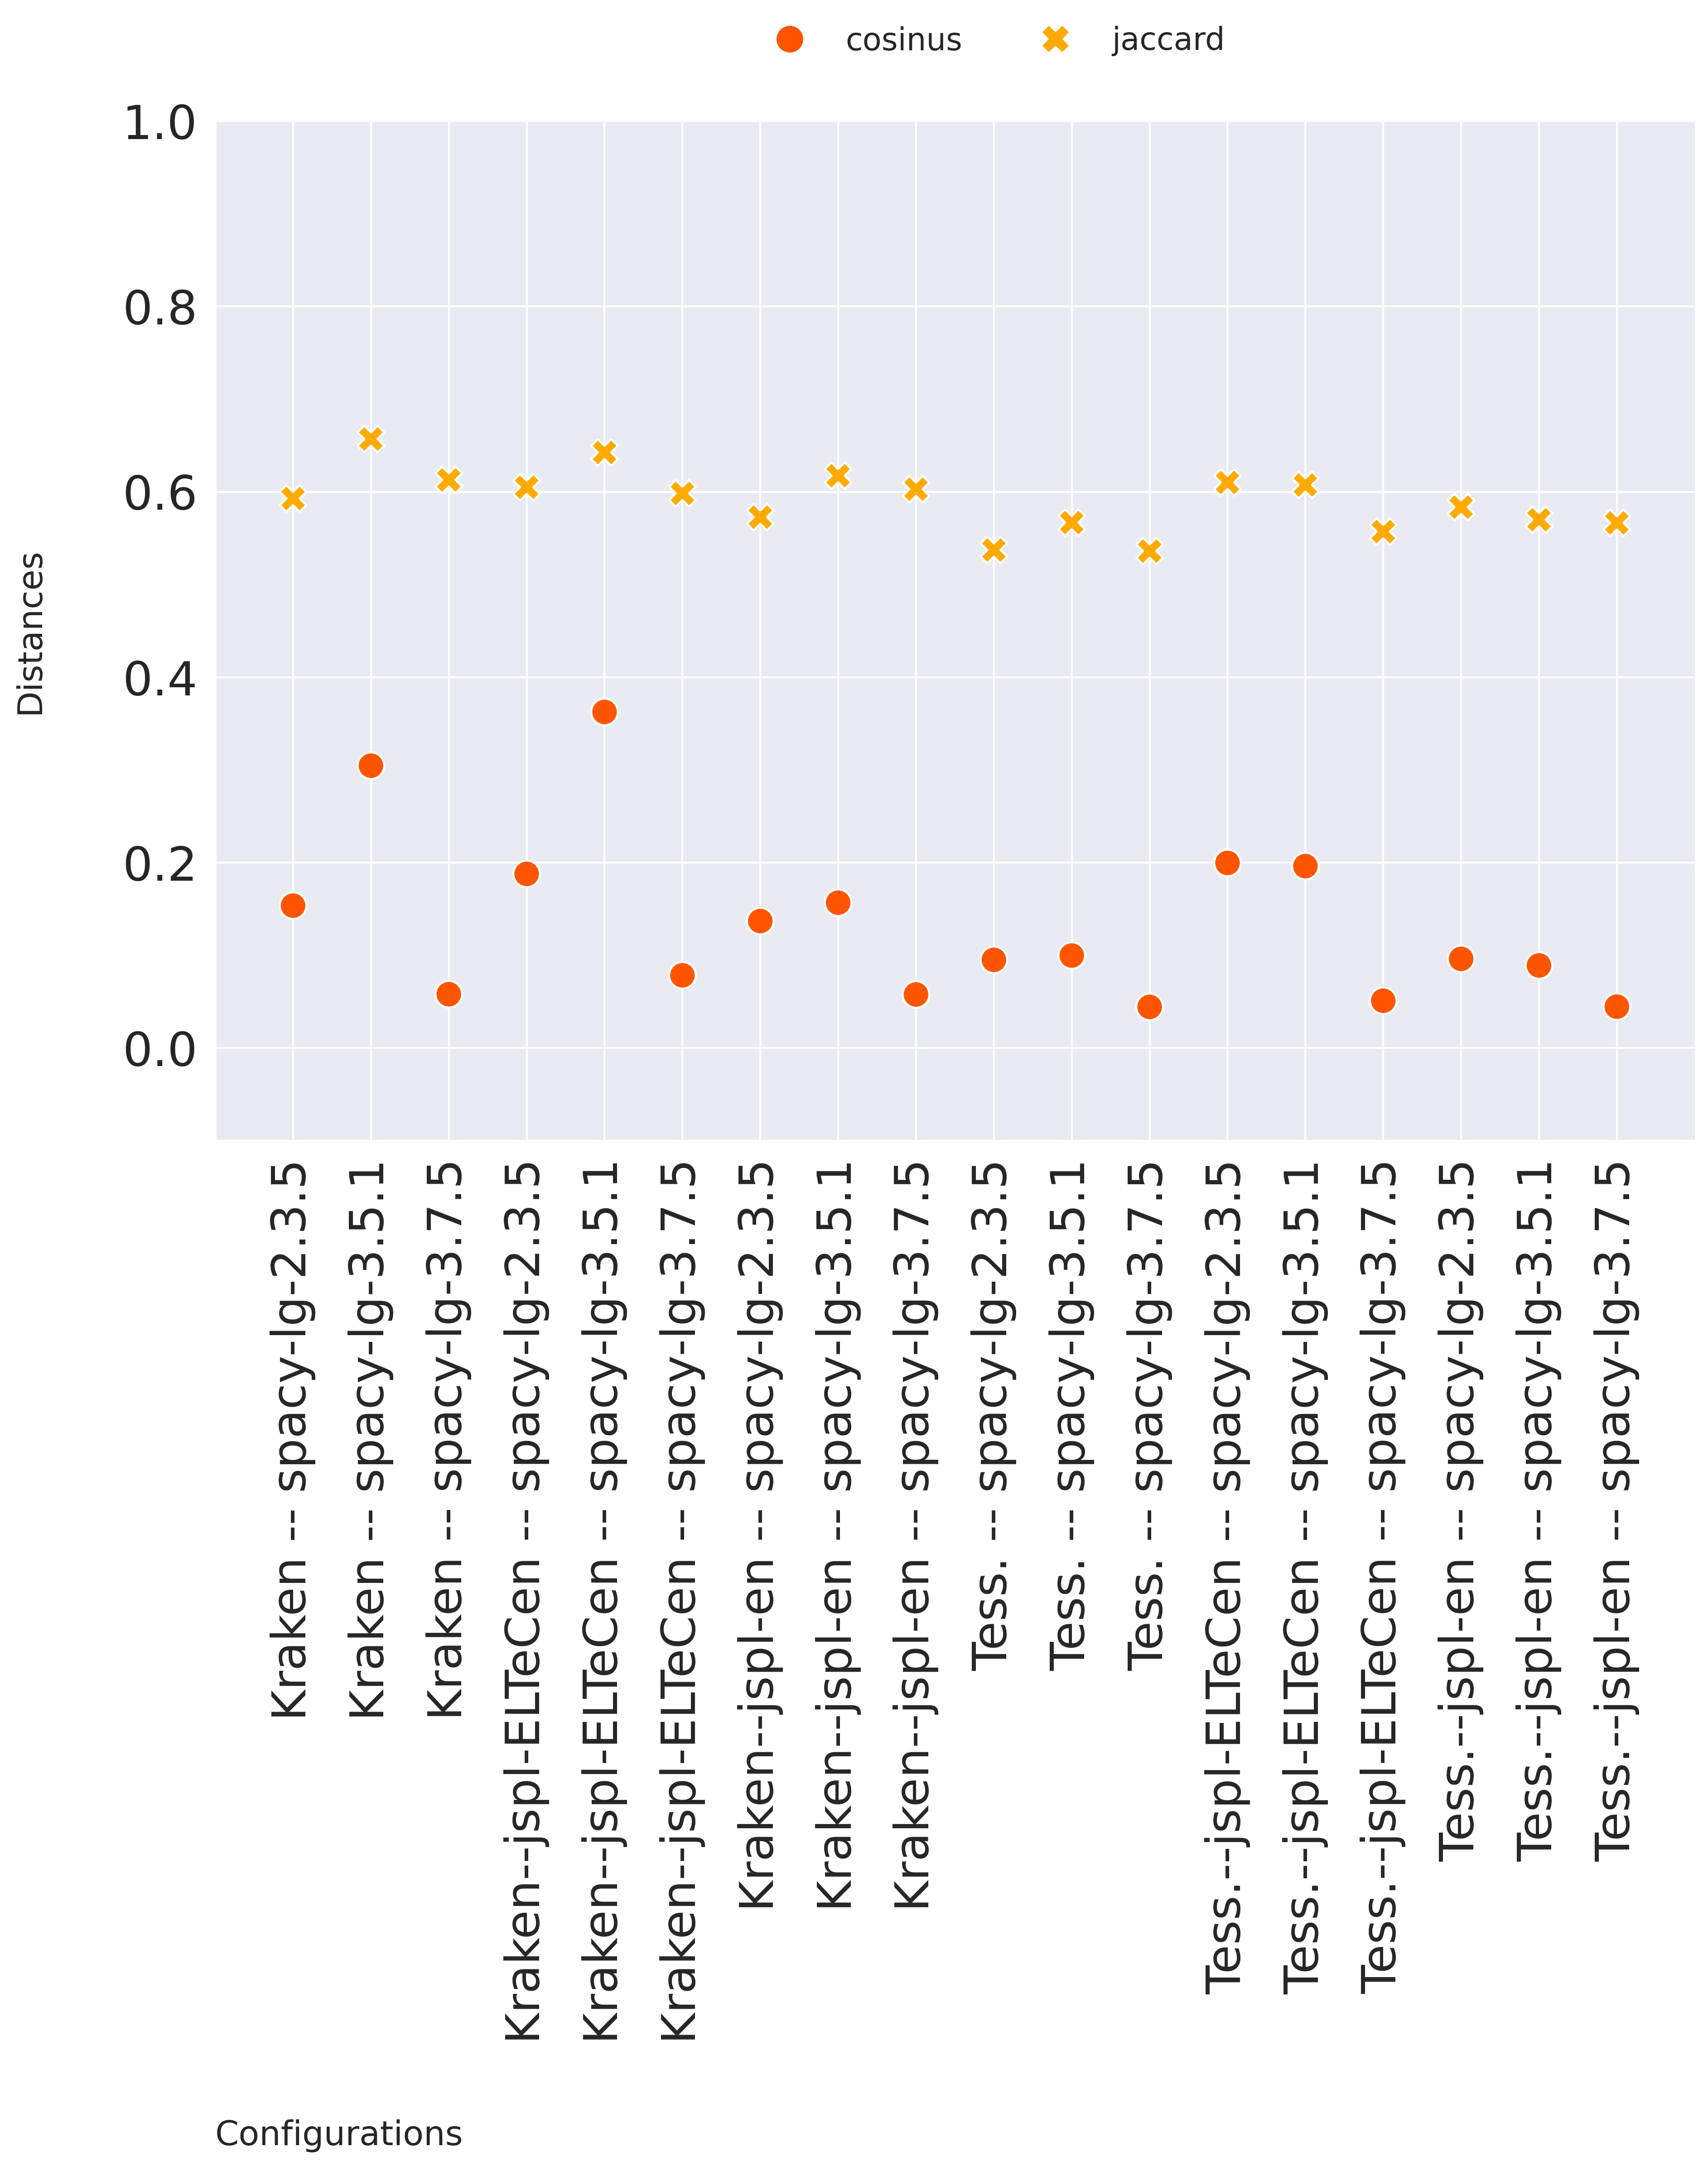 cosinus
jaccard
1.0
0.8
0.6
0.4
0.2
0.0
Distances
Kraken -- spacy-lg-2.3.5
Kraken -- spacy-lg-3.5.1
Kraken -- spacy-lg-3.7.5
Kraken--jspl-ELTeCen -- spacy-lg-2.3.5
Kraken--jspl-ELTeCen -- spacy-lg-3.5.1
Kraken--jspl-ELTeCen -- spacy-lg-3.7.5
Kraken--jspl-en -- spacy-lg-2.3.5
Kraken--jspl-en -- spacy-lg-3.5.1
Kraken--jspl-en -- spacy-lg-3.7.5
Tess. -- spacy-lg-2.3.5
Tess. -- spacy-lg-3.5.1
Tess. -- spacy-lg-3.7.5
Tess.--jspl-ELTeCen -- spacy-lg-2.3.5
Tess.--jspl-ELTeCen -- spacy-lg-3.5.1
Tess.--jspl-ELTeCen -- spacy-lg-3.7.5
Tess.--jspl-en -- spacy-lg-2.3.5
Tess.--jspl-en -- spacy-lg-3.5.1
Tess.--jspl-en -- spacy-lg-3.7.5
Configurations